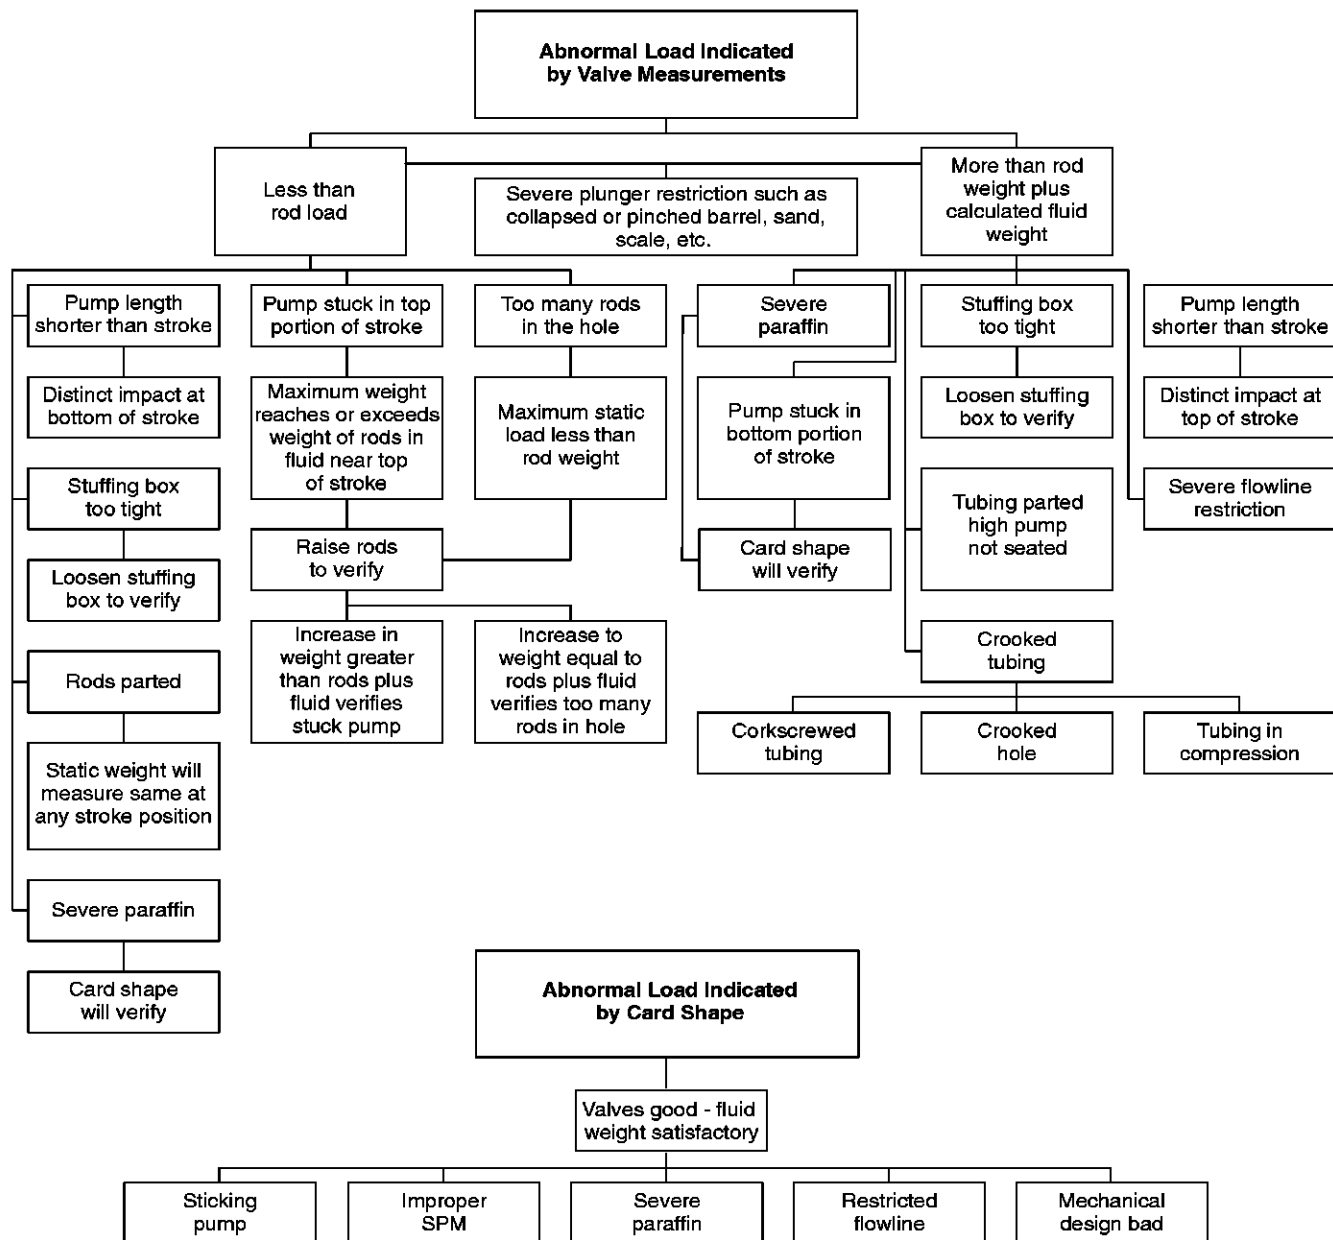 Abnormal Load Indicated
by Valve Measurements
Less than
rod load
Severe plunger restriction such as
collapsed or pinched barrel, sand,
scale, etc.
More than rod
weight plus
calculated fluid
weight
Pump length
shorter than stroke
Distinct impact at
bottom of stroke
Stuffing box
too tight
Loosen stuffing
box to verify
Rods parted
Static weight will
measure same at
any stroke position
Severe paraffin
Card shape
will verify
Pump stuck in top
portion of stroke
Maximum weight
reaches or exceeds
weight of rods in
fluid near top
of stroke
Raise rods
to verify
Increase in
weight greater
than rods plus
fluid verifies
stuck pump
Too many rods
in the hole
Maximum static
load less than
rod weight
Increase to
weight equal to
rods plus fluid
verifies too many
rods in hole
Severe
paraffin
Pump stuck in
bottom portion
of stroke
Card shape
will verify
Stuffing box
too tight
Loosen stuffing
box to verify
Tubing parted
high pump
not seated
Crooked
tubing
Corkscrewed
tubing
Crooked
hole
Tubing in
compression
Pump length
shorter than stroke
Distinct impact at
top of stroke
Severe flowline
restriction
Abnormal Load Indicated
by Card Shape
Valves good - fluid
weight satisfactory
Sticking
pump
Improper
SPM
Severe
paraffin
Restricted
flowline
Mechanical
design bad